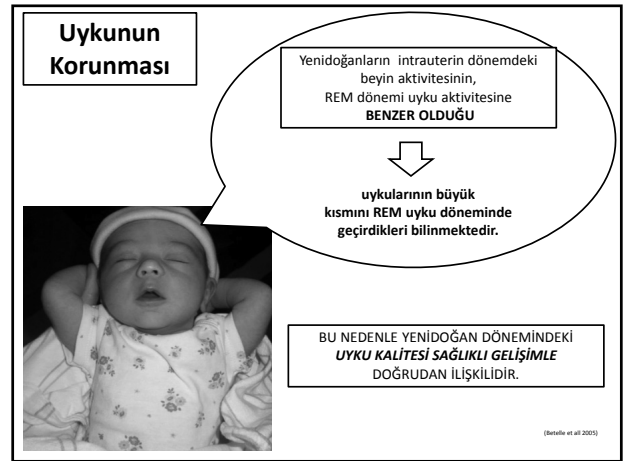 Uykunun
Korunması
Yenidoğanların intrauterin dönemdeki
beyin aktivitesinin,
REM dönemi uyku aktivitesine
BENZER OLDUĞU
uykularının büyük
kısmını REM uyku döneminde
geçirdikleri bilinmektedir.
BU NEDENLE YENİDOĞAN DÖNEMİNDEKİ
UYKU KALİTESİ SAĞLIKLI GELİŞİMLE
DOĞRUDAN İLİŞKİLİDİR.
(Betelle et all 2005)